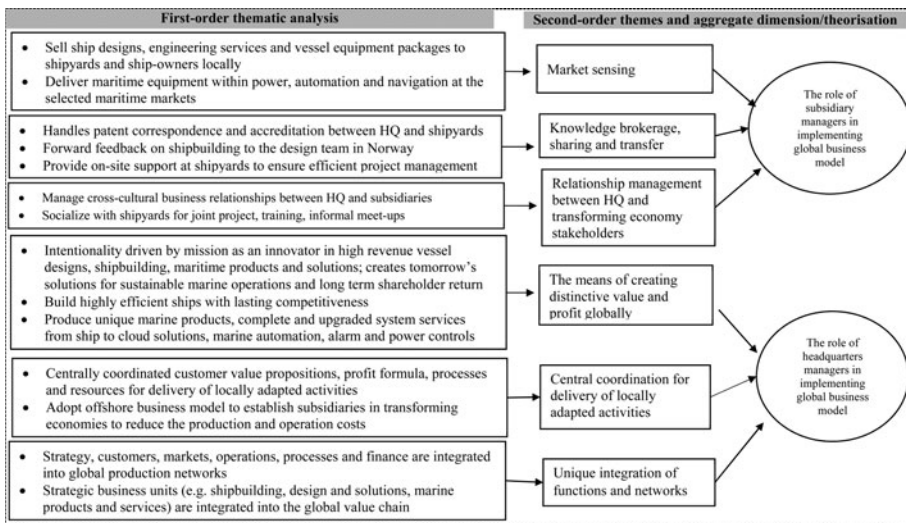 First-order thematic analysis
Second-order themes and aggregate dimension/theorisation
• Sell ship designs, engineering services and vessel equipment packages to
shipyards and ship-owners locally
• Deliver maritime equipment within power, automation and navigation at the
selected maritime markets
Market sensing
• Handles patent correspondence and accreditation between HQ and shipyards
• Forward feedback on shipbuilding to the design team in Norway
• Provide on-site support at shipyards to ensure efficient project management
Knowledge brokerage,
sharing and transfer
• Manage cross-cultural business relationships between HQ and subsidiaries
• Socialize with shipyards for joint project, training, informal meet-ups
Relationship management
between HQ and
transforming economy
stakeholders
The role of
subsidiary
managers in
implementing
global business
model
• Intentionality driven by mission as an innovator in high revenue vessel
designs, shipbuilding, maritime products and solutions; creates tomorrow's
solutions for sustainable marine operations and long term shareholder return
• Build highly efficient ships with lasting competitiveness
• Produce unique marine products, complete and upgraded system services
from ship to cloud solutions, marine automation, alarm and power controls
The means of creating
distinctive value and
profit globally
• Centrally coordinated customer value propositions, profit formula, processes
and resources for delivery of locally adapted activities
• Adopt offshore business model to establish subsidiaries in transforming
economies to reduce the production and operation costs
Central coordination for
delivery of locally
adapted activities
• Strategy, customers, markets, operations, processes and finance are integrated
into global production networks
• Strategic business units (e.g. shipbuilding, design and solutions, marine
products and services) are integrated into the global value chain
Unique integration of
functions and networks
The role of
headquarters
managers in
implementing
global business
model